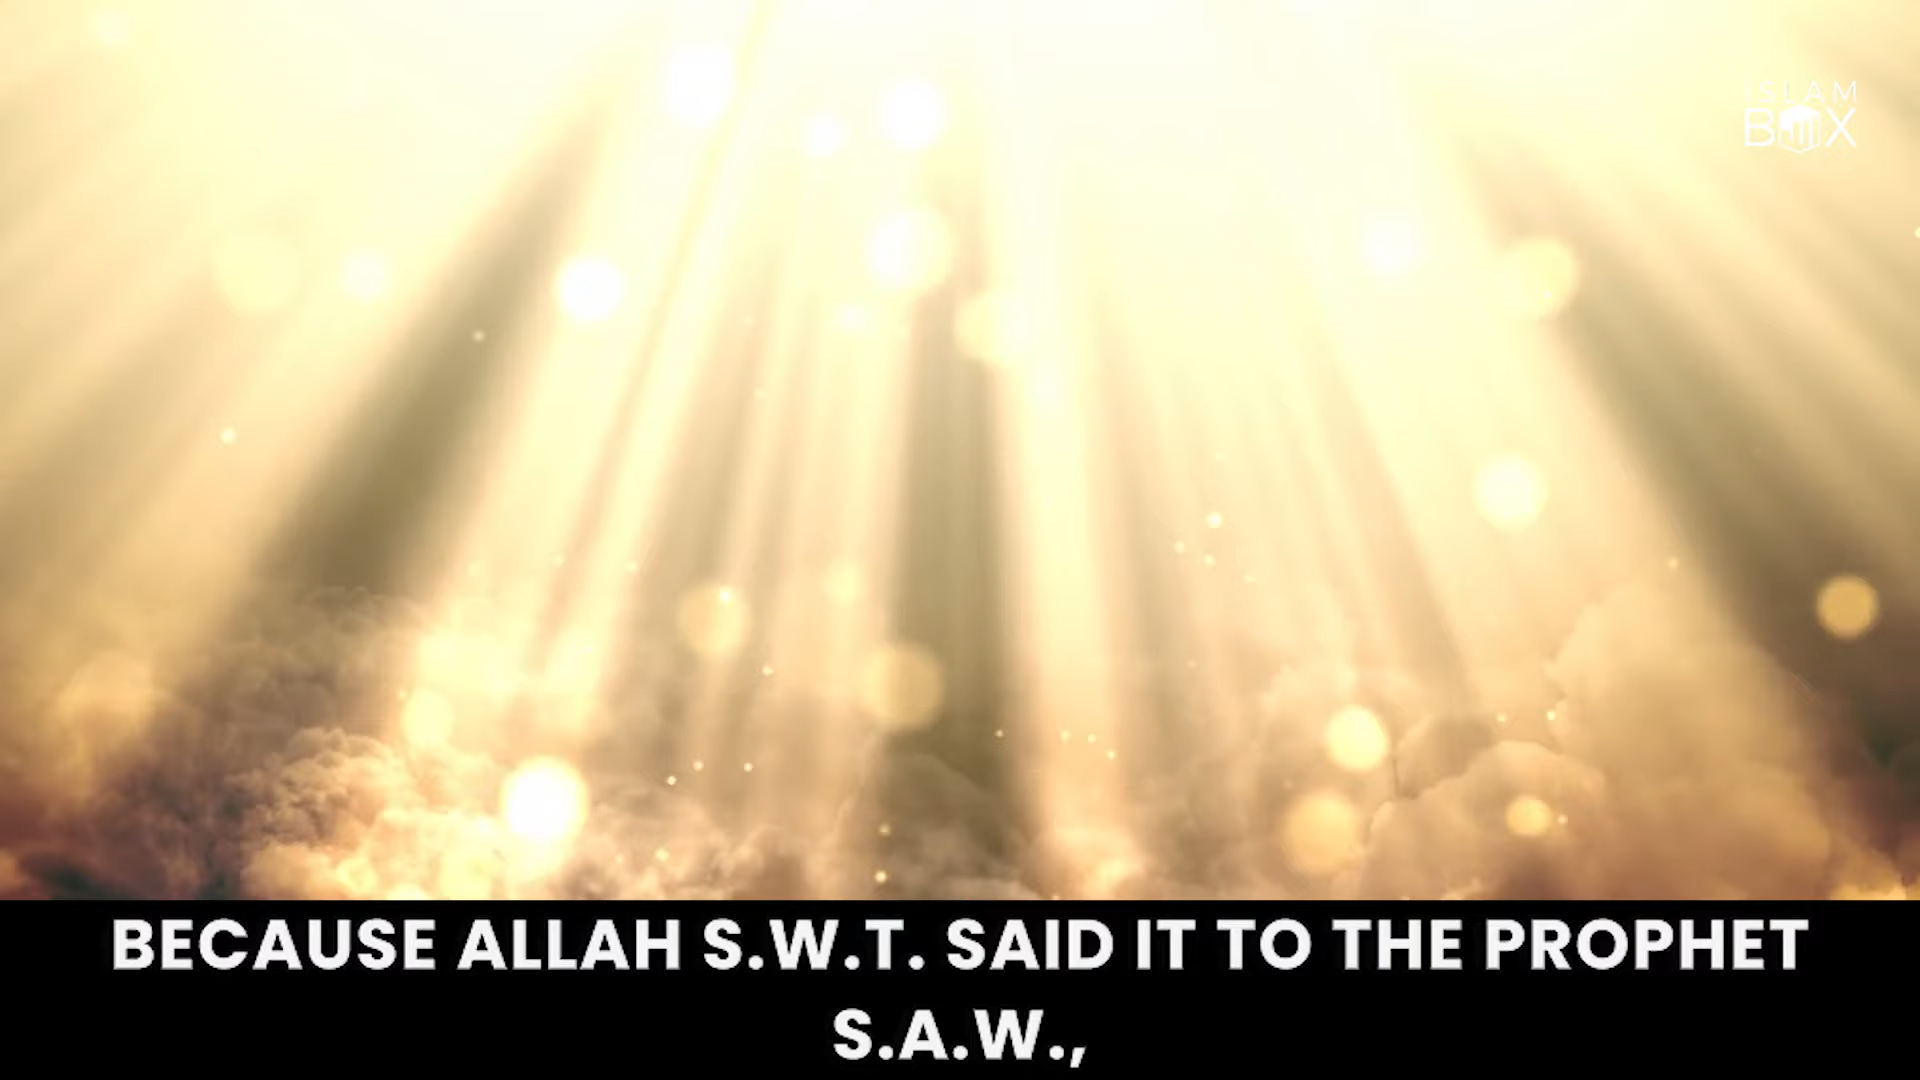 ISLAM
BOX
BECAUSE ALLAH S.W.T. SAID IT TO THE PROPHET
S.A.W.,